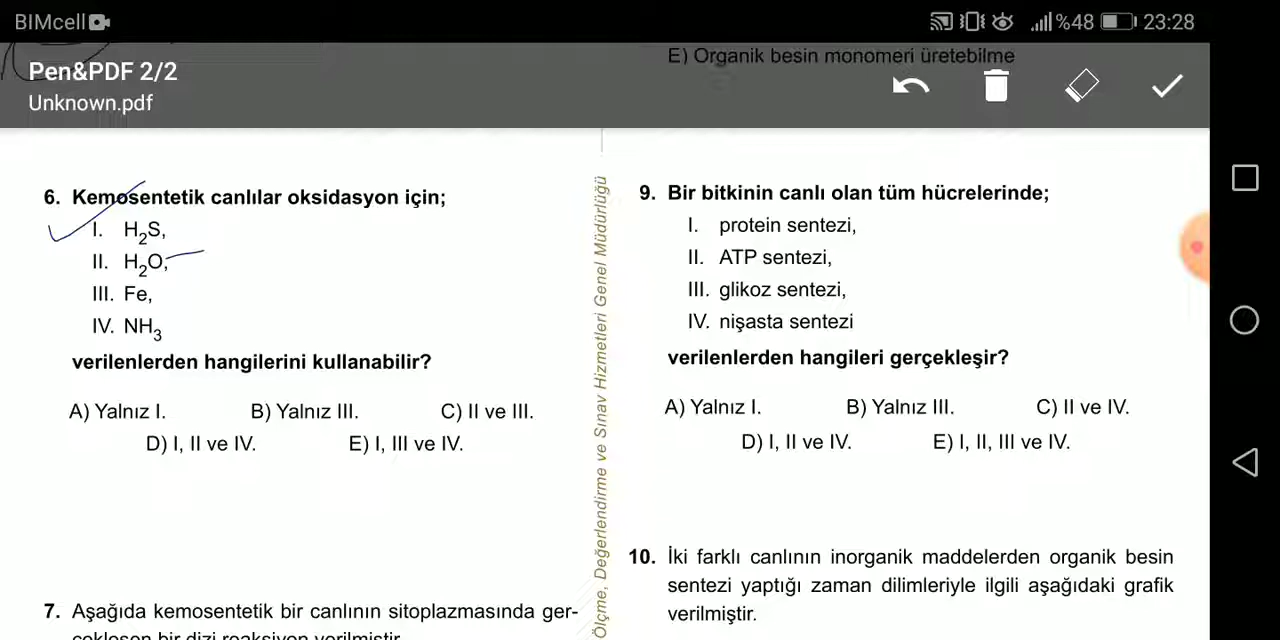 BIMcell
%48 23:28
Pen&PDF 2/2
Unknown.pdf
E) Organik besin monomeri üretebilme
6. Kemosentetik canlılar oksidasyon için;
I. H₂S,
II. H₂O,
III. Fe,
IV. NH₃
verilenlerden hangilerini kullanabilir?
A) Yalnız I. B) Yalnız III. C) II ve III.
D) I, II ve IV. E) I, III ve IV.
7. Aşağıda kemosentetik bir canlının sitoplazmasında ger-
çekleşen bir dizi reaksiyon verilmiştir.
Ölçme, Değerlendirme ve Sınav Hizmetleri Genel Müdürlüğü
9. Bir bitkinin canlı olan tüm hücrelerinde;
I. protein sentezi,
II. ATP sentezi,
III. glikoz sentezi,
IV. nişasta sentezi
verilenlerden hangileri gerçekleşir?
A) Yalnız I. B) Yalnız III. C) II ve IV.
D) I, II ve IV. E) I, II, III ve IV.
10. İki farklı canlının inorganik maddelerden organik besin
sentezi yaptığı zaman dilimleriyle ilgili aşağıdaki grafik
verilmiştir.